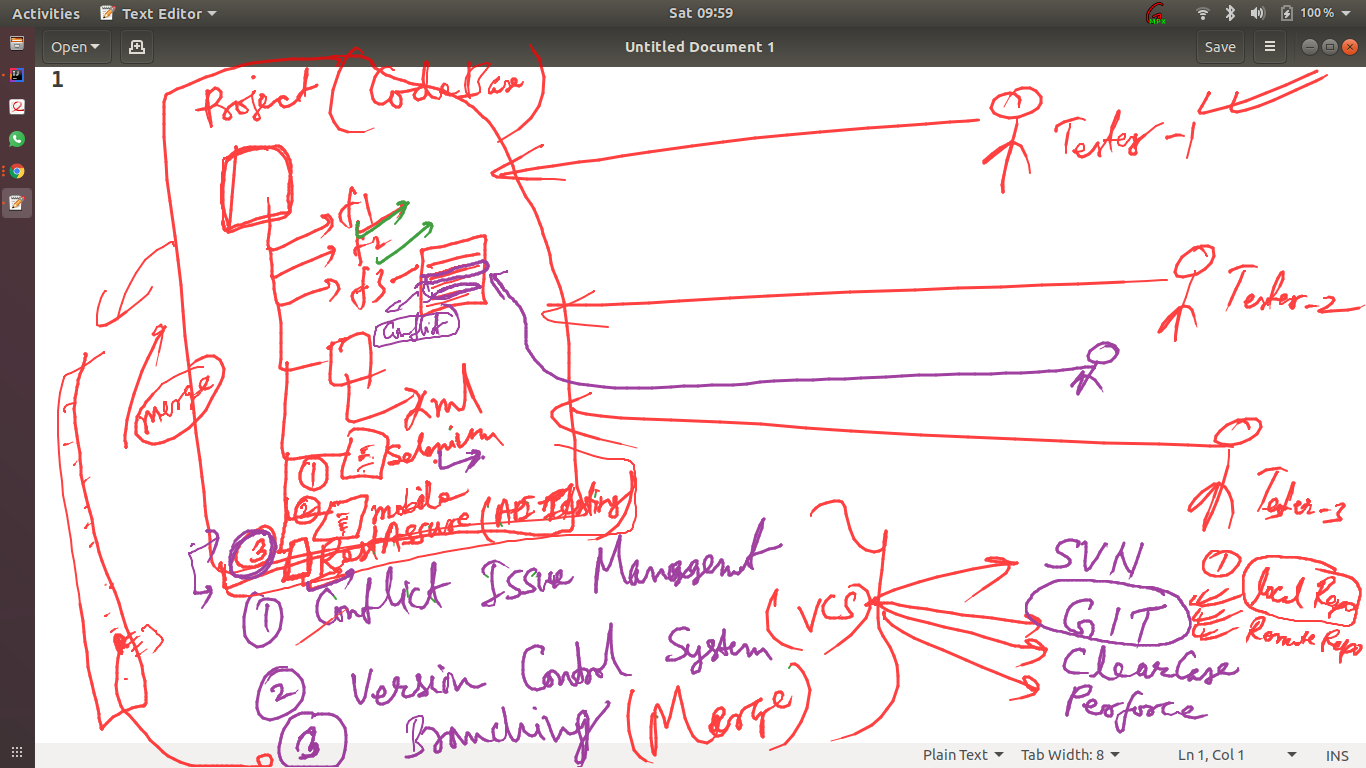 Activities Text Editor Sat 09:59 MPX 100 %
Open Untitled Document 1 Save
1
Project (CodeBase)
Tester-1
f1
f2
f3
Conflict
Tester-2
merge
xml
① Selenium
② mobile
③ RestAssure (API Testing)
Tester-3
① Conflict Issue Management
② Version Control System
(VCS)
③ Branching (Merge)
SVN
GIT
ClearCase
Perforce
① local Repo
Remote Repo
Plain Text Tab Width: 8 Ln 1, Col 1 INS